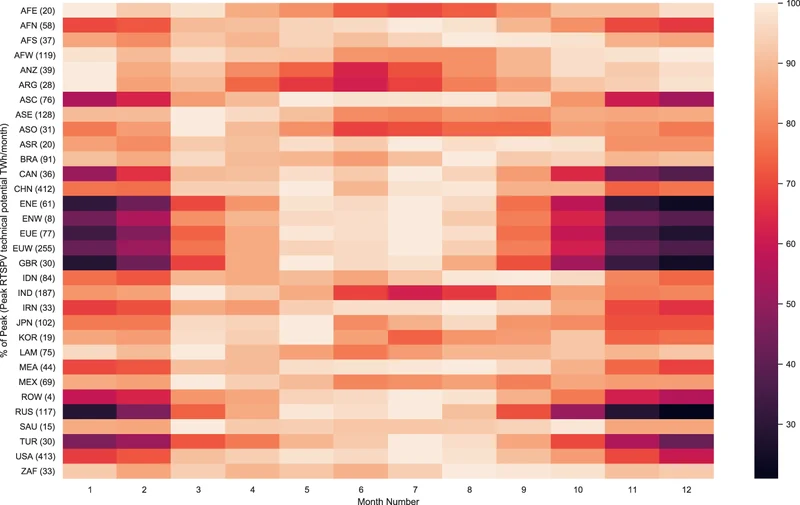 % of Peak (Peak RTSPV technical potential TWh/month)
AFE (20)
AFN (58)
AFS (37)
AFW (119)
ANZ (39)
ARG (28)
ASC (76)
ASE (128)
ASO (31)
ASR (20)
BRA (91)
CAN (36)
CHN (412)
ENE (61)
ENW (8)
EUE (77)
EUW (255)
GBR (30)
IDN (84)
IND (187)
IRN (33)
JPN (102)
KOR (19)
LAM (75)
MEA (44)
MEX (69)
ROW (4)
RUS (117)
SAU (15)
TUR (30)
USA (413)
ZAF (33)
1 2 3 4 5 6 7 8 9 10 11 12
Month Number
100
90
80
70
60
50
40
30